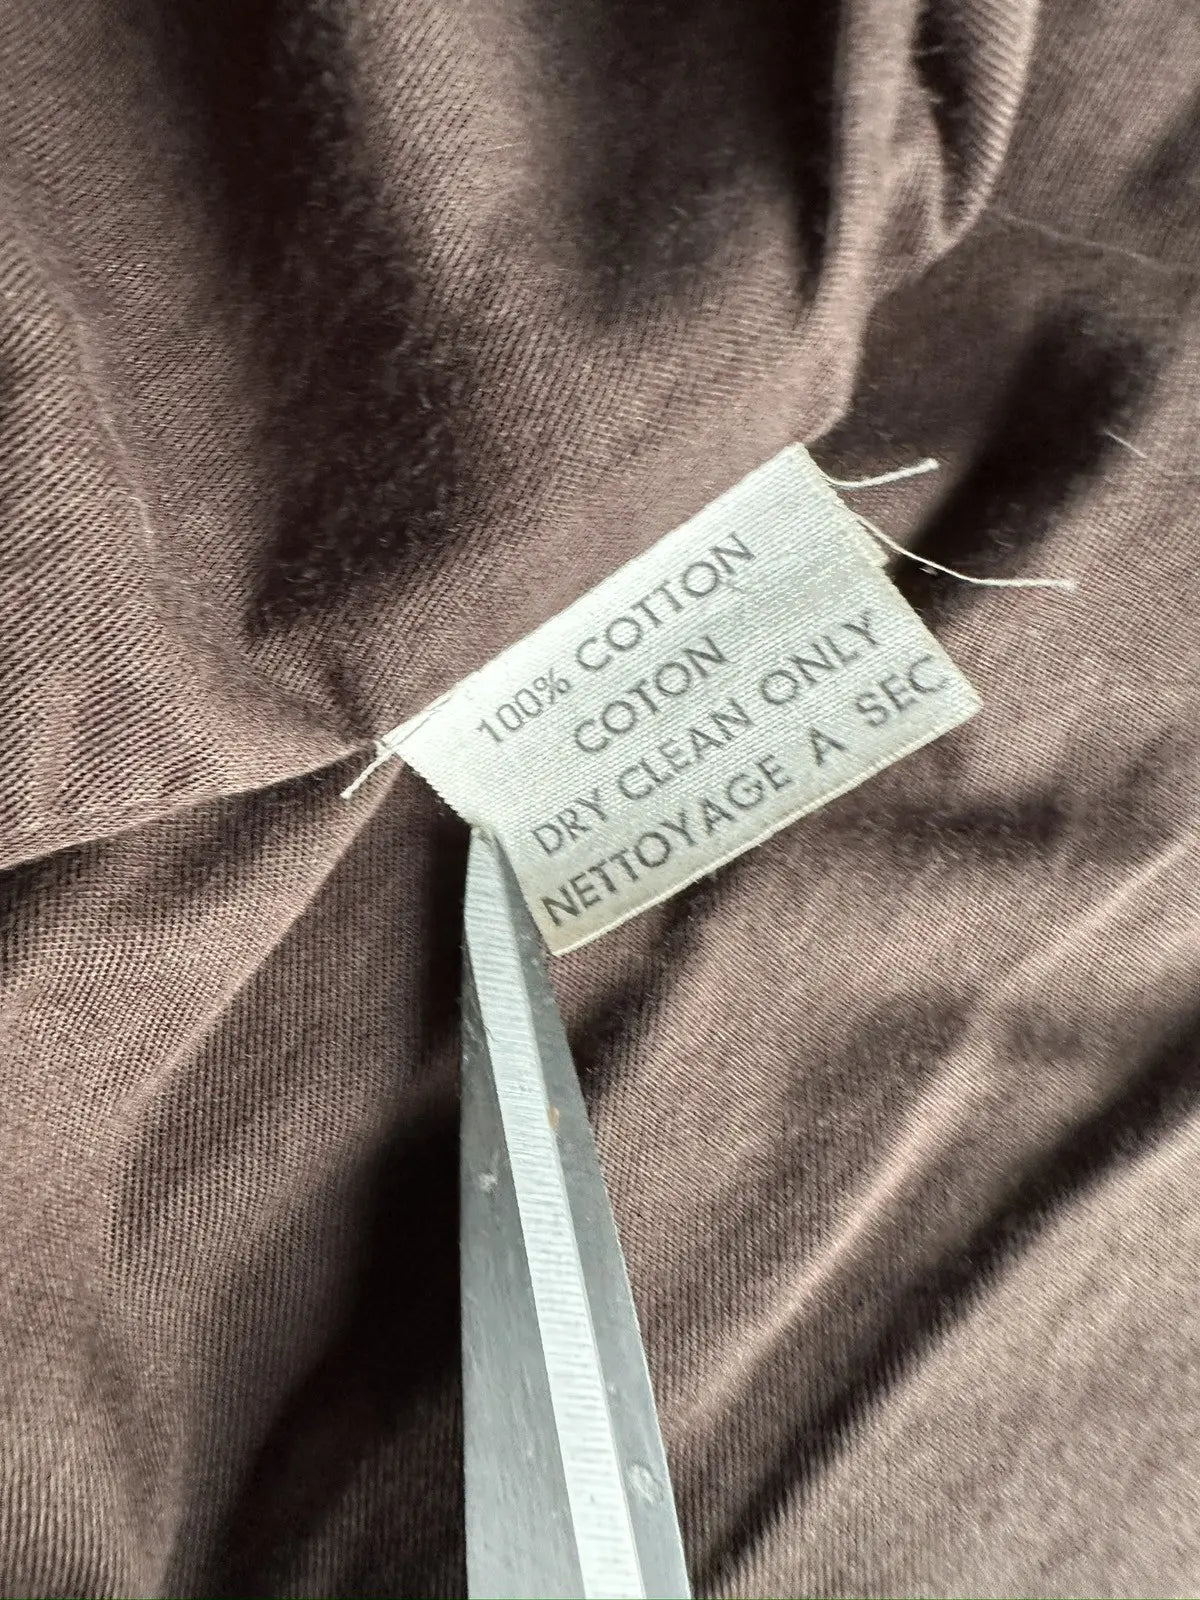 100% COTTON
COTON
DRY CLEAN ONLY
NETTOYAGE A SEC